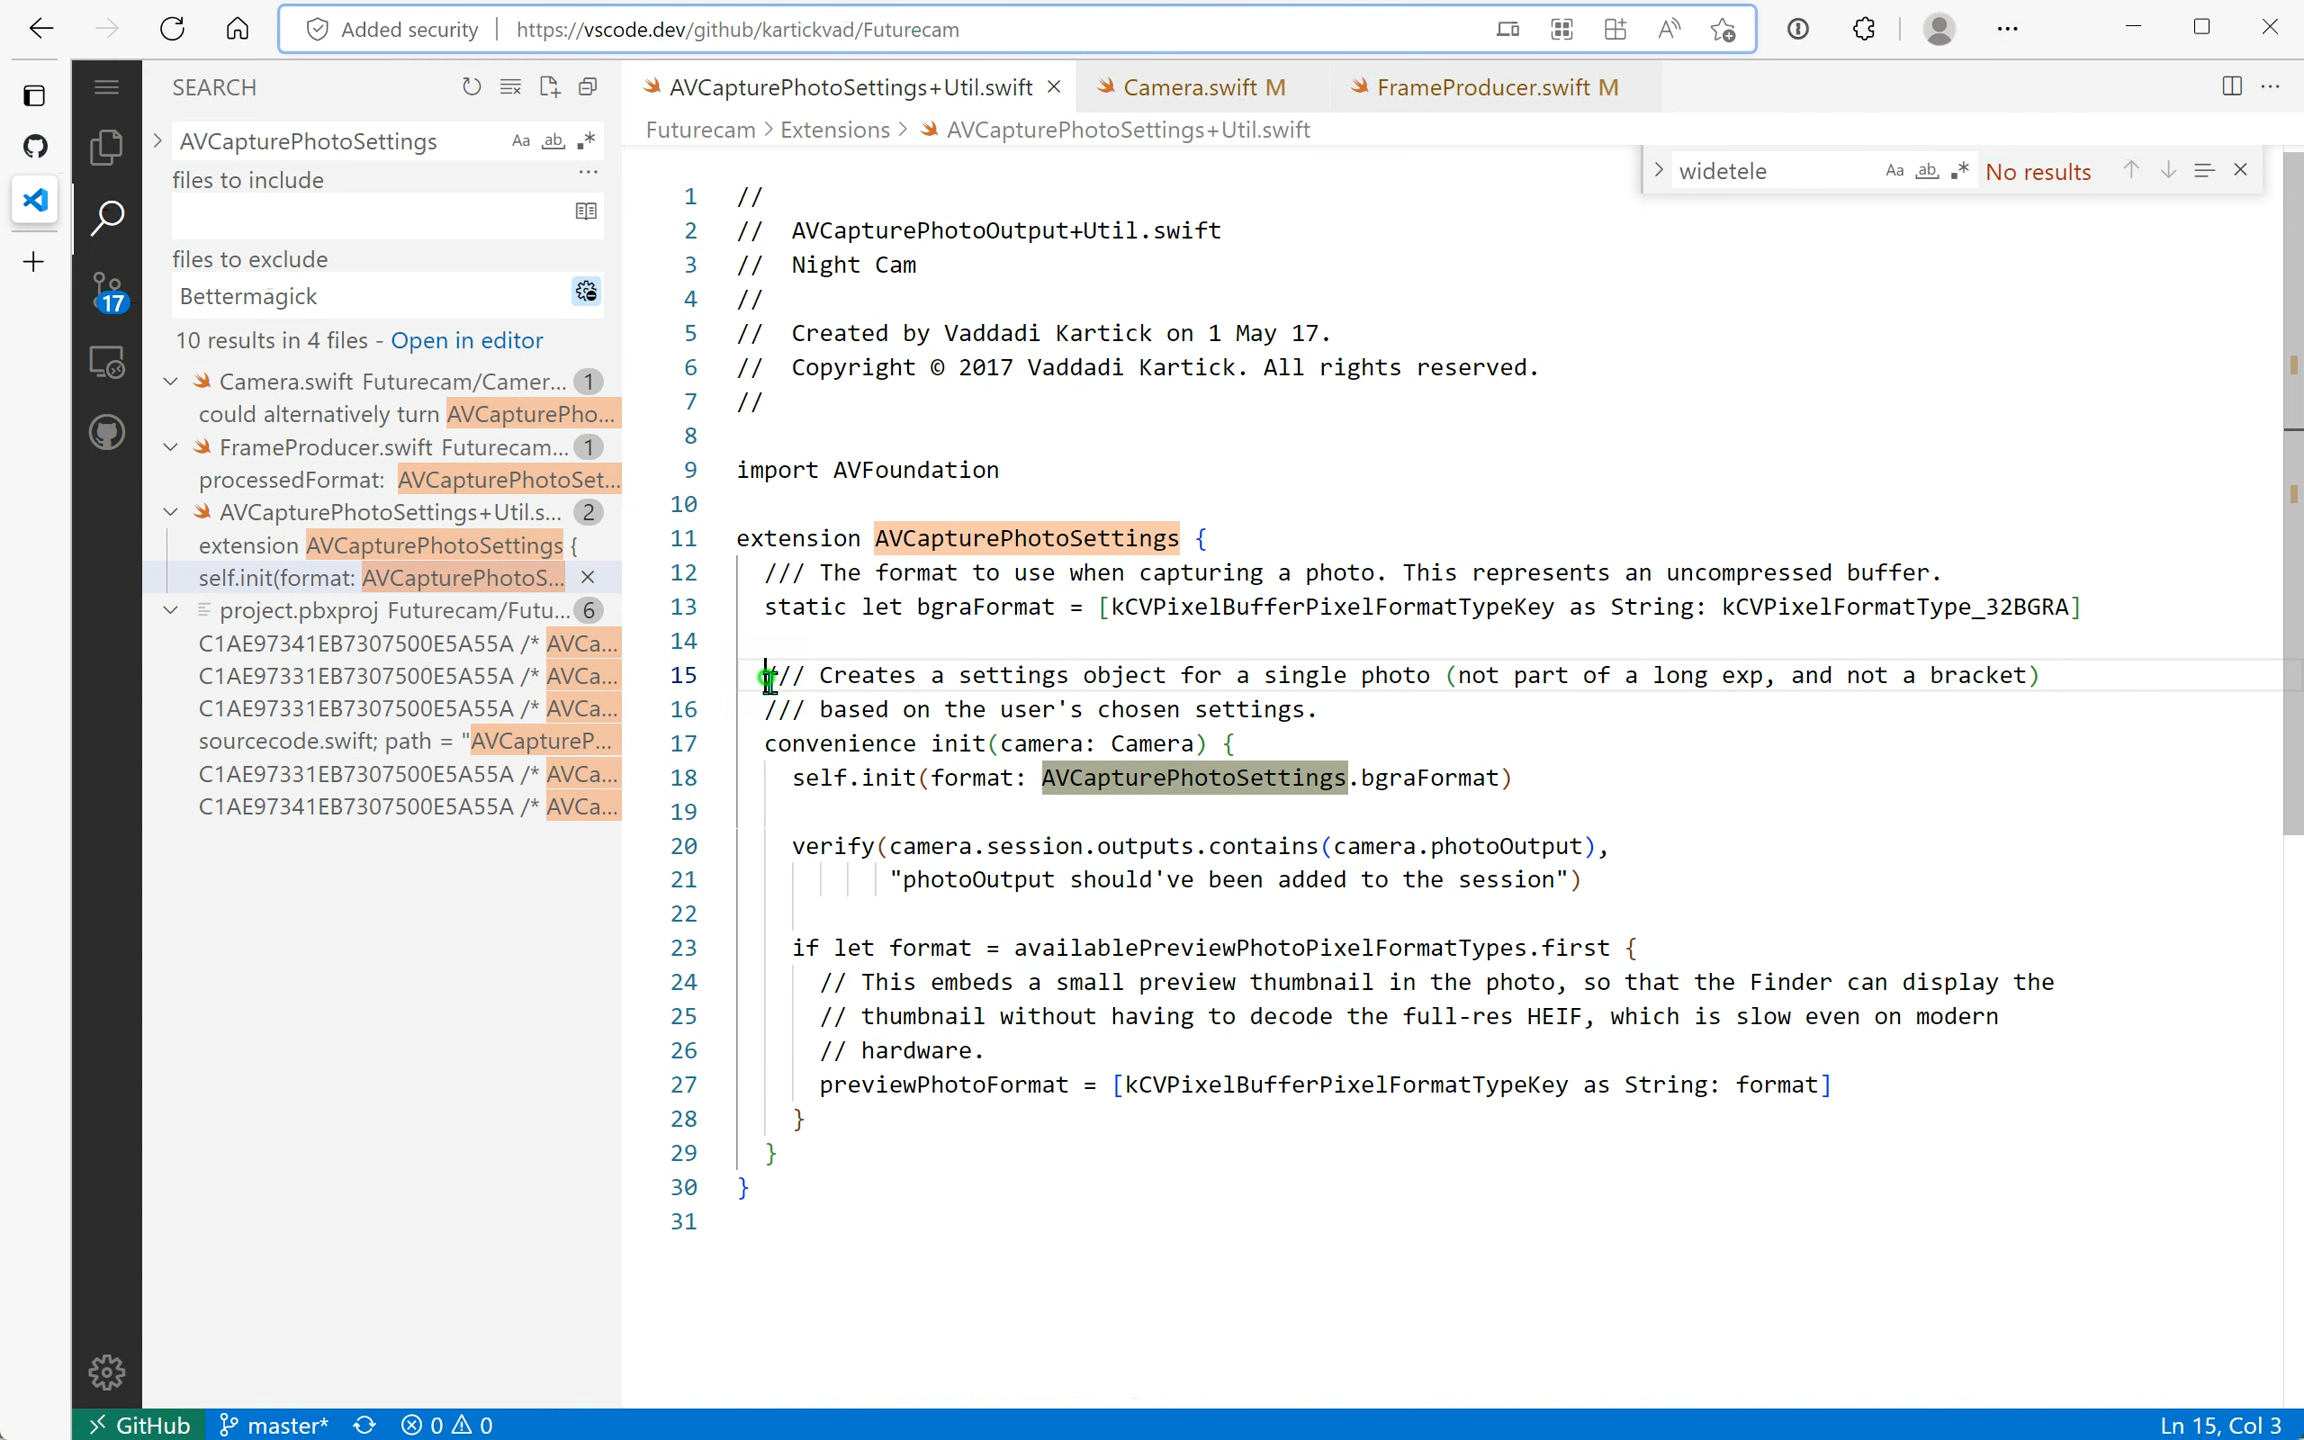 Added security | https://vscode.dev/github/kartickvad/Futurecam
SEARCH
AVCapturePhotoSettings
Aa ab .*
files to include
files to exclude
Bettermagick
10 results in 4 files - Open in editor
Camera.swift Futurecam/Camer... 1
could alternatively turn AVCapturePho...
FrameProducer.swift Futurecam... 1
processedFormat: AVCapturePhotoSet...
AVCapturePhotoSettings+Util.s... 2
extension AVCapturePhotoSettings {
self.init(format: AVCapturePhotoS...
project.pbxproj Futurecam/Futu... 6
C1AE97341EB7307500E5A55A /* AVCa...
C1AE97331EB7307500E5A55A /* AVCa...
C1AE97331EB7307500E5A55A /* AVCa...
sourcecode.swift; path = "AVCaptureP...
C1AE97331EB7307500E5A55A /* AVCa...
C1AE97341EB7307500E5A55A /* AVCa...
17
AVCapturePhotoSettings+Util.swift
Camera.swift M
FrameProducer.swift M
Futurecam > Extensions > AVCapturePhotoSettings+Util.swift
widetele
Aa ab .*
No results
1 //
2 // AVCapturePhotoOutput+Util.swift
3 // Night Cam
4 //
5 // Created by Vaddadi Kartick on 1 May 17.
6 // Copyright © 2017 Vaddadi Kartick. All rights reserved.
7 //
8
9 import AVFoundation
10
11 extension AVCapturePhotoSettings {
12 /// The format to use when capturing a photo. This represents an uncompressed buffer.
13 static let bgraFormat = [kCVPixelBufferPixelFormatTypeKey as String: kCVPixelFormatType_32BGRA]
14
15 /// Creates a settings object for a single photo (not part of a long exp, and not a bracket)
16 /// based on the user's chosen settings.
17 convenience init(camera: Camera) {
18 self.init(format: AVCapturePhotoSettings.bgraFormat)
19
20 verify(camera.session.outputs.contains(camera.photoOutput),
21 "photoOutput should've been added to the session")
22
23 if let format = availablePreviewPhotoPixelFormatTypes.first {
24 // This embeds a small preview thumbnail in the photo, so that the Finder can display the
25 // thumbnail without having to decode the full-res HEIF, which is slow even on modern
26 // hardware.
27 previewPhotoFormat = [kCVPixelBufferPixelFormatTypeKey as String: format]
28 }
29 }
30 }
31
GitHub
master*
0
0
Ln 15, Col 3